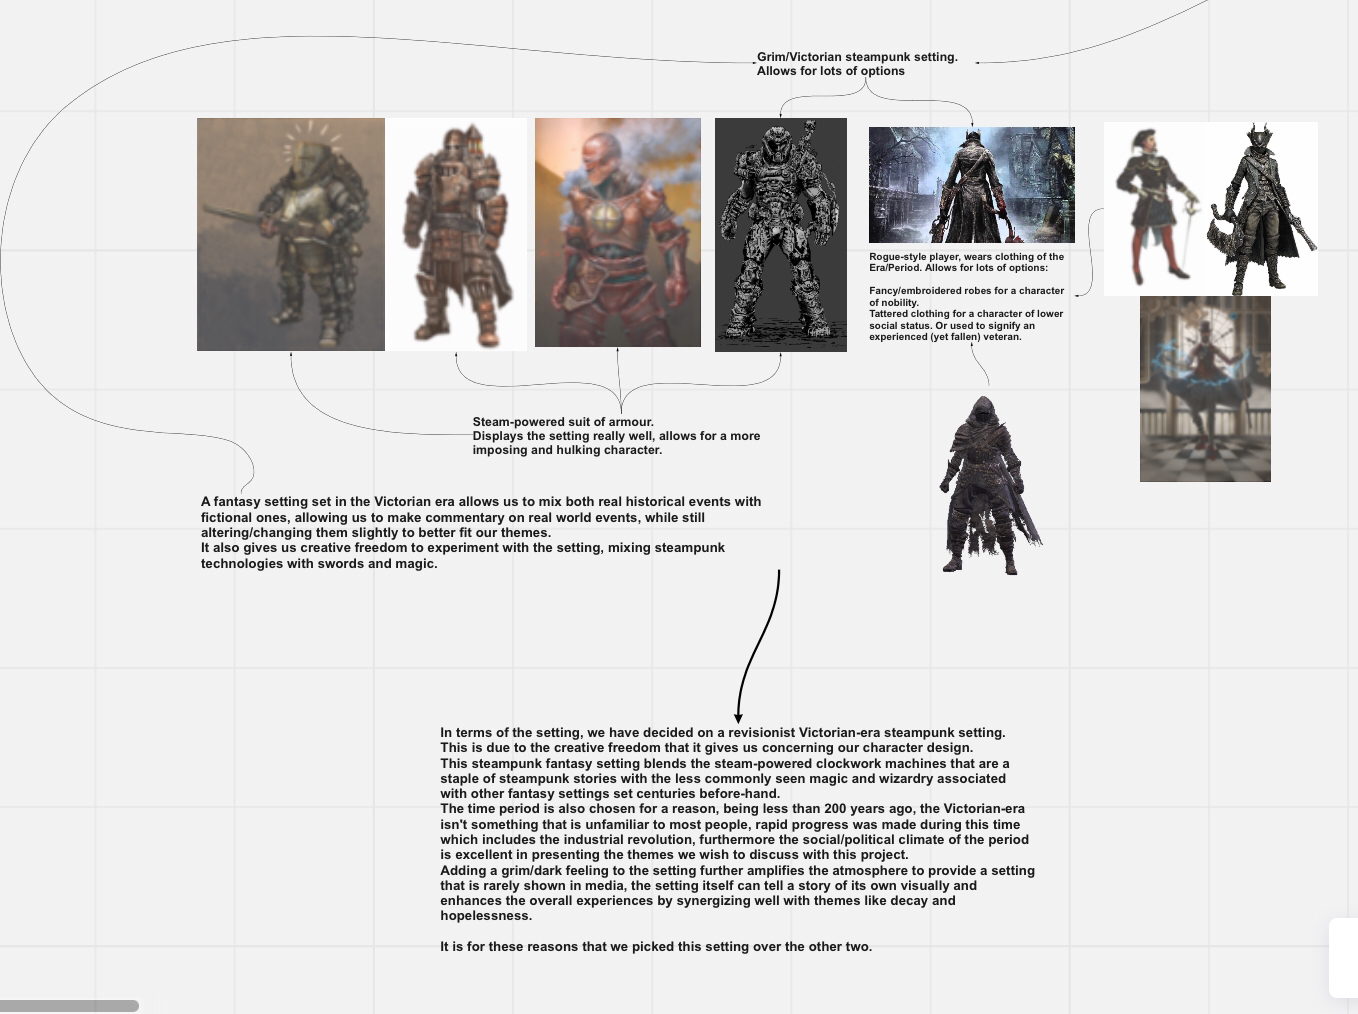 Grim/Victorian steampunk setting.
Allows for lots of options
Rogue-style player, wears clothing of the
Era/Period. Allows for lots of options:
Fancy/embroidered robes for a character
of nobility.
Tattered clothing for a character of lower
social status. Or used to signify an
experienced (yet fallen) veteran.
Steam-powered suit of armour.
Displays the setting really well, allows for a more
imposing and hulking character.
A fantasy setting set in the Victorian era allows us to mix both real historical events with
fictional ones, allowing us to make commentary on real world events, while still
altering/changing them slightly to better fit our themes.
It also gives us creative freedom to experiment with the setting, mixing steampunk
technologies with swords and magic.
In terms of the setting, we have decided on a revisionist Victorian-era steampunk setting.
This is due to the creative freedom that it gives us concerning our character design.
This steampunk fantasy setting blends the steam-powered clockwork machines that are a
staple of steampunk stories with the less commonly seen magic and wizardry associated
with other fantasy settings set centuries before-hand.
The time period is also chosen for a reason, being less than 200 years ago, the Victorian-era
isn't something that is unfamiliar to most people, rapid progress was made during this time
which includes the industrial revolution, furthermore the social/political climate of the period
is excellent in presenting the themes we wish to discuss with this project.
Adding a grim/dark feeling to the setting further amplifies the atmosphere to provide a setting
that is rarely shown in media, the setting itself can tell a story of its own visually and
enhances the overall experiences by synergizing well with themes like decay and
hopelessness.
It is for these reasons that we picked this setting over the other two.